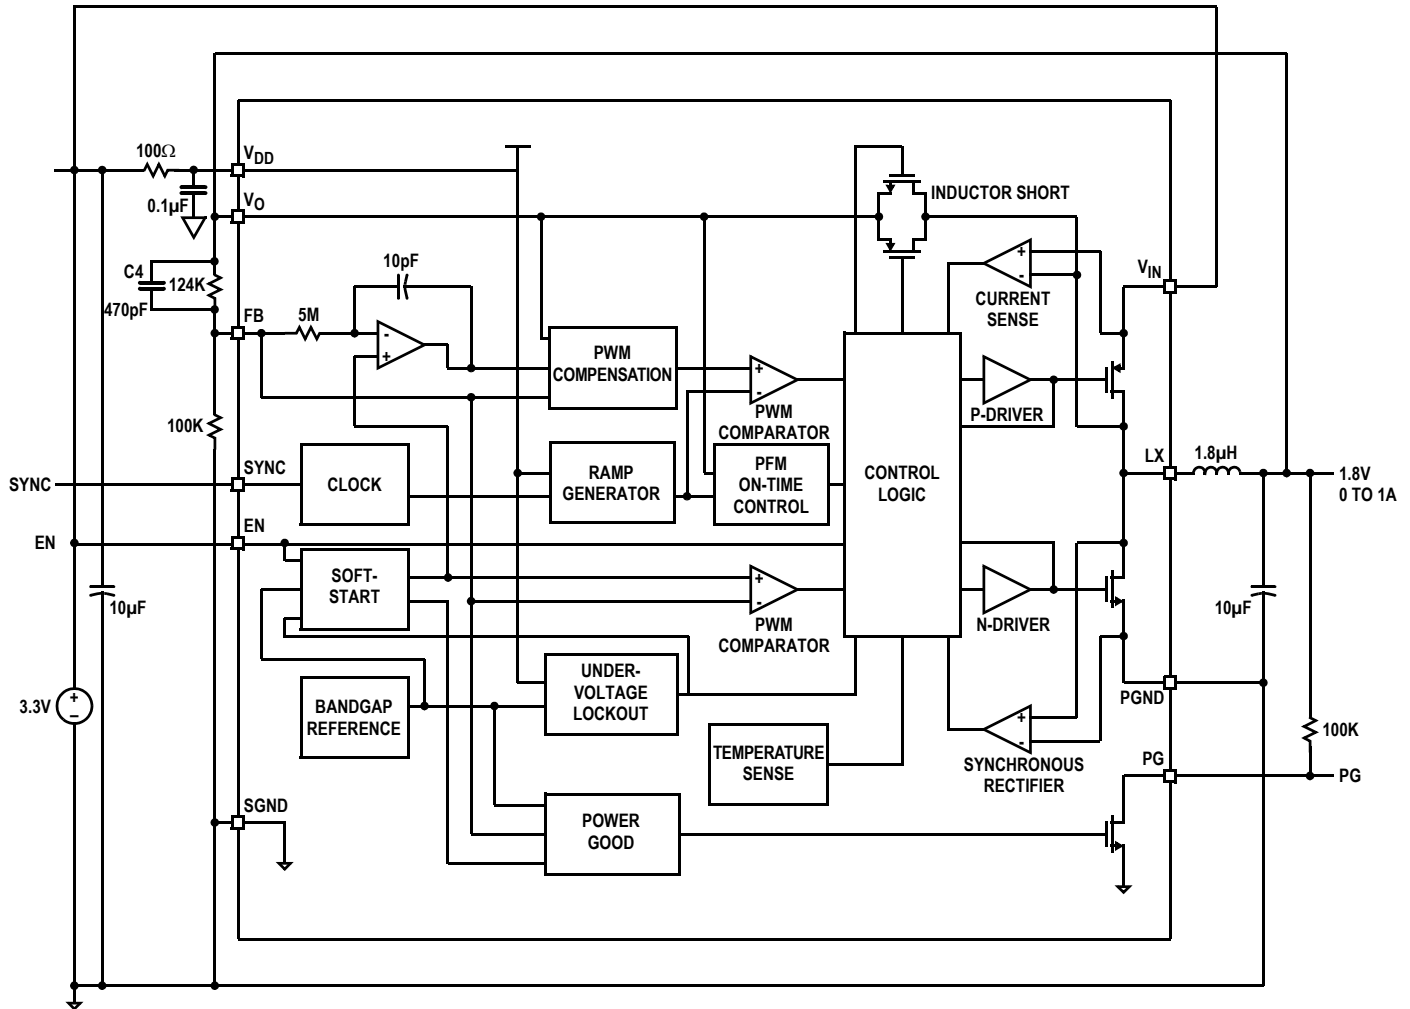 100Ω
VDD
0.1µF
VO
INDUCTOR SHORT
10pF
C4
124K
470pF
FB
5M
-
+
PWM
COMPENSATION
+
-
PWM
COMPARATOR
+
-
CURRENT
SENSE
VIN
P-DRIVER
100K
SYNC
SYNC
CLOCK
RAMP
GENERATOR
PFM
ON-TIME
CONTROL
CONTROL
LOGIC
LX
1.8µH
1.8V
0 TO 1A
EN
EN
SOFT-
START
+
-
PWM
COMPARATOR
N-DRIVER
10µF
10µF
3.3V
+
–
BANDGAP
REFERENCE
UNDER-
VOLTAGE
LOCKOUT
TEMPERATURE
SENSE
+
-
SYNCHRONOUS
RECTIFIER
PGND
100K
PG
PG
SGND
POWER
GOOD